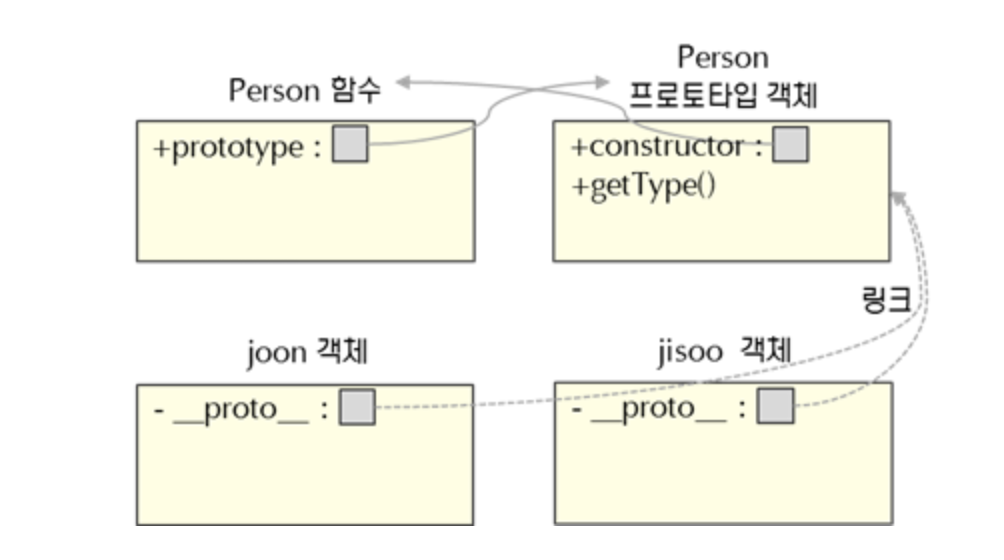 Person 함수
+prototype :
Person
프로토타입 객체
+constructor :
+getType()
링크
joon 객체
- __proto__ :
jisoo 객체
- __proto__ :